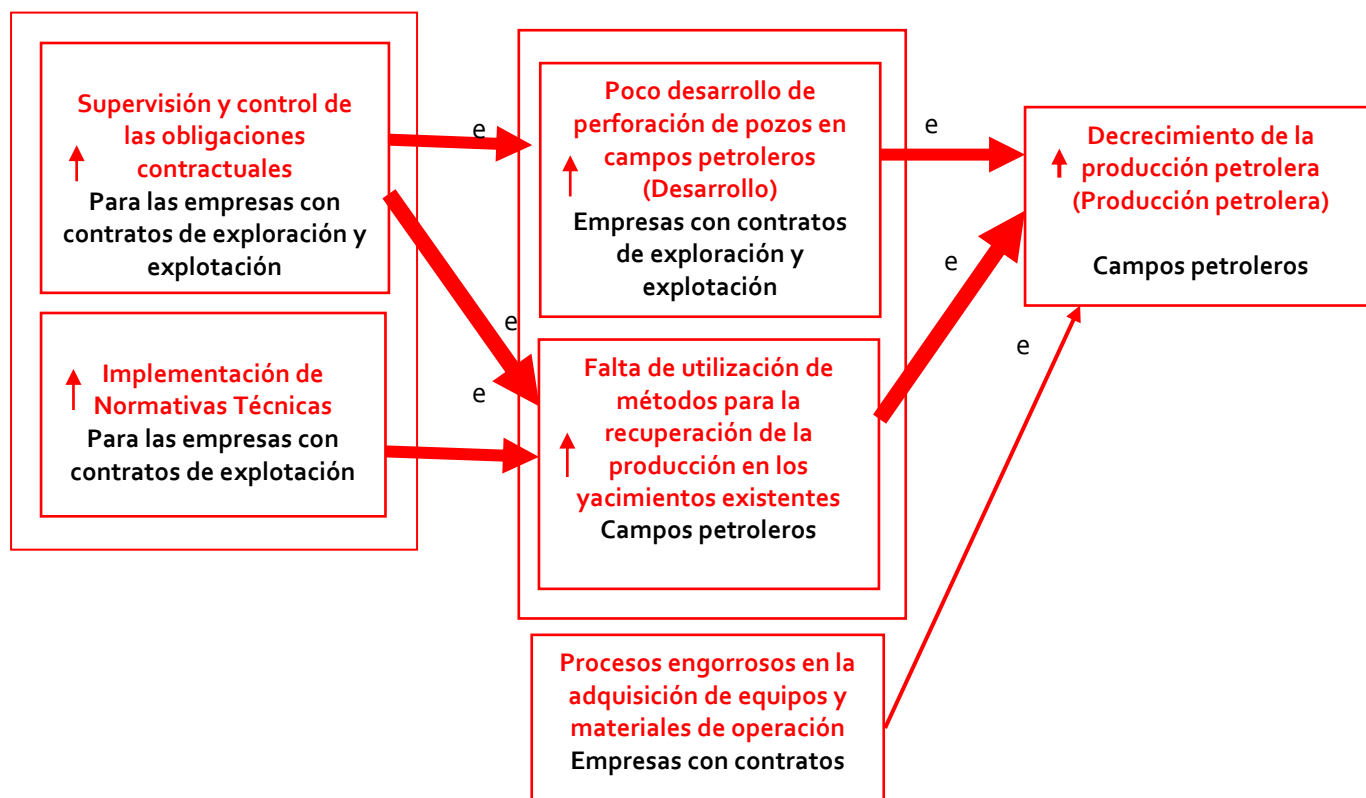 Supervisión y control de
las obligaciones
contractuales
Para las empresas con
contratos de exploración y
explotación
Implementación de
Normativas Técnicas
Para las empresas con
contratos de explotación
e
e
e
Poco desarrollo de
perforación de pozos en
campos petroleros
(Desarrollo)
Empresas con contratos
de exploración y
explotación
Falta de utilización de
métodos para la
recuperación de la
producción en los
yacimientos existentes
Campos petroleros
Procesos engorrosos en la
adquisición de equipos y
materiales de operación
Empresas con contratos
e
e
e
Decrecimiento de la
producción petrolera
(Producción petrolera)
Campos petroleros